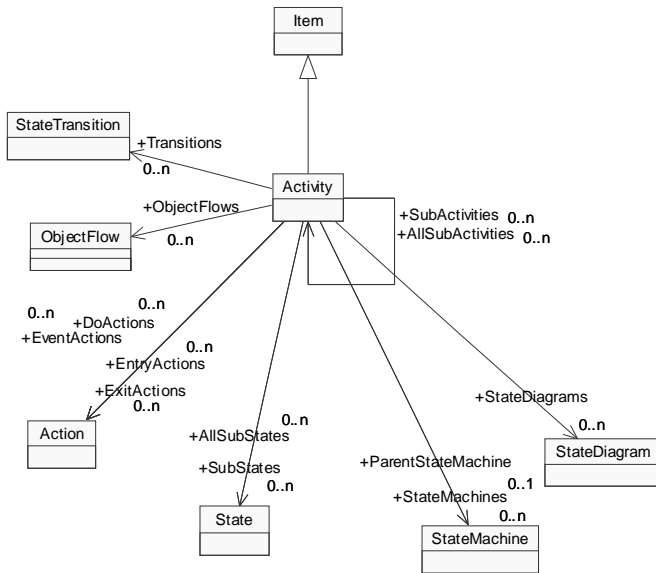 Item
StateTransition
+Transitions
0..n
Activity
+ObjectFlows
+SubActivities 0..n
ObjectFlow
0..n
+AllSubActivities 0..n
0..n
0..n
+DoActions
+EventActions
0..n
+EntryActions
+ExitActions
0..n
+StateDiagrams
0..n
Action
+AllSubStates
0..n
StateDiagram
+ParentStateMachine
+SubStates
0..n
0..1
+StateMachines
0..n
State
StateMachine